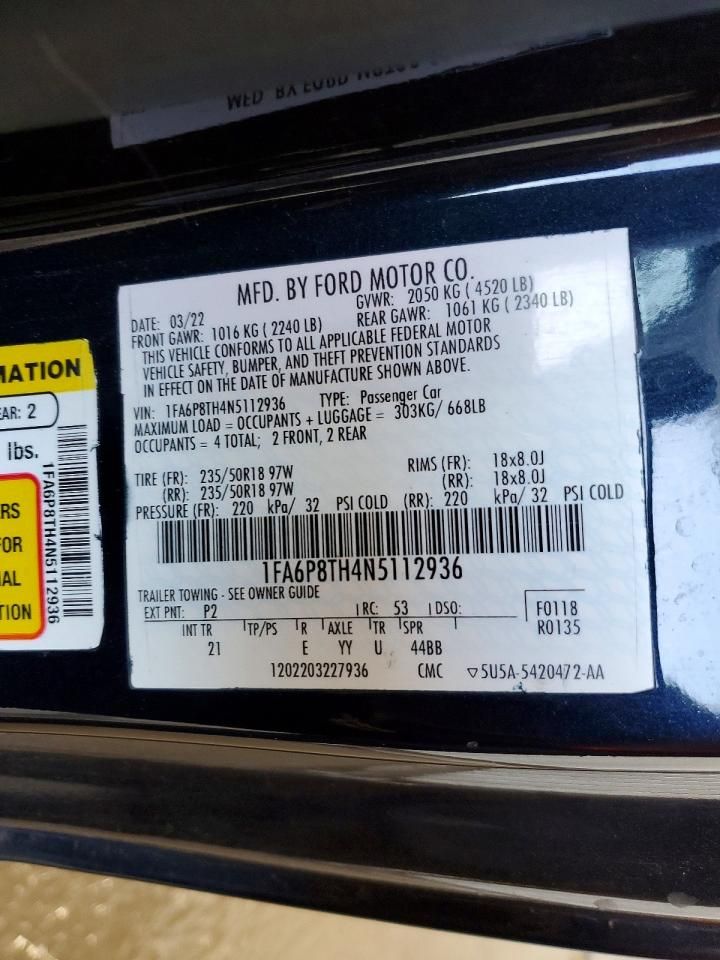 MFD. BY FORD MOTOR CO.
DATE: 03/22 GVWR: 2050 KG ( 4520 LB)
FRONT GAWR: 1016 KG ( 2240 LB) REAR GAWR: 1061 KG ( 2340 LB)
THIS VEHICLE CONFORMS TO ALL APPLICABLE FEDERAL MOTOR
VEHICLE SAFETY, BUMPER, AND THEFT PREVENTION STANDARDS
IN EFFECT ON THE DATE OF MANUFACTURE SHOWN ABOVE.
VIN: 1FA6P8TH4N5112936 TYPE: Passenger Car
MAXIMUM LOAD = OCCUPANTS + LUGGAGE = 303KG/ 668LB
OCCUPANTS = 4 TOTAL; 2 FRONT, 2 REAR
TIRE (FR): 235/50R18 97W RIMS (FR): 18x8.0J
(RR): 235/50R18 97W (RR): 18x8.0J
PRESSURE (FR): 220 kPa/ 32 PSI COLD (RR): 220 kPa/ 32 PSI COLD
1FA6P8TH4N5112936
TRAILER TOWING - SEE OWNER GUIDE
EXT PNT: P2 RC: 53 DSO: F0118
INT TR TP/PS R AXLE TR SPR R0135
21 E YY U 44BB
1202203227936 CMC ▽5U5A-5420472-AA
MATION
EAR: 2
lbs.
RS
FOR
IAL
TION
1FA6P8TH4N5112936